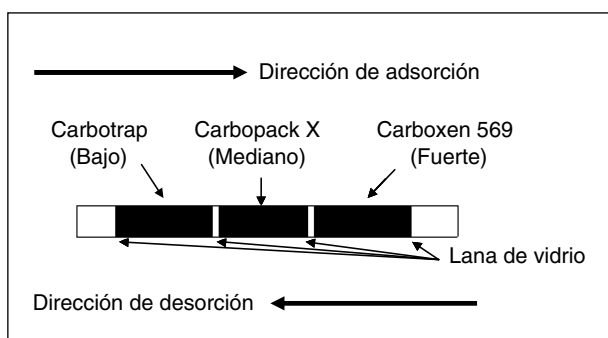 Dirección de adsorción
Carbotrap
(Bajo)
Carbopack X
(Mediano)
Carboxen 569
(Fuerte)
Lana de vidrio
Dirección de desorción